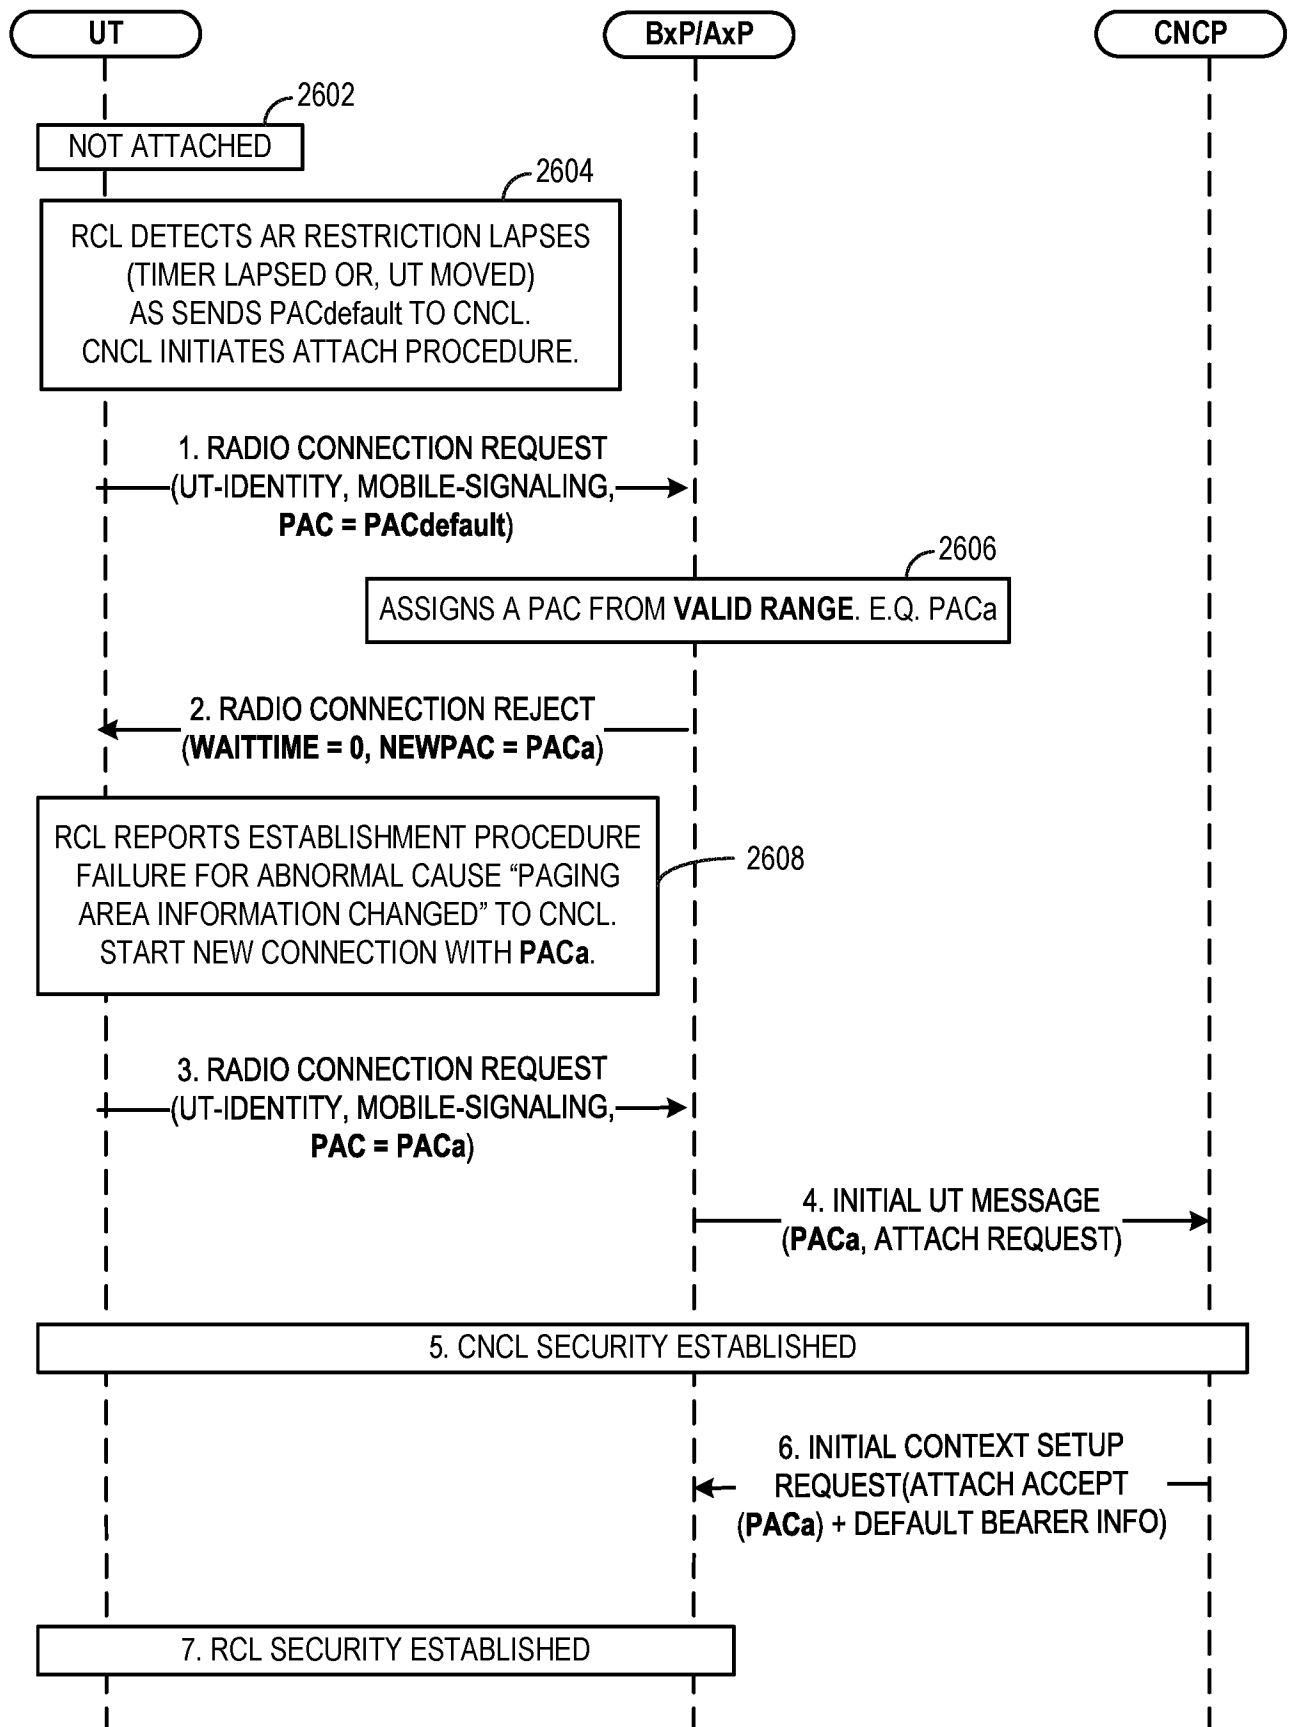 UT
BxP/AxP
CNCP
2602
NOT ATTACHED
2604
RCL DETECTS AR RESTRICTION LAPSES
(TIMER LAPSED OR, UT MOVED)
AS SENDS PACdefault TO CNCL.
CNCL INITIATES ATTACH PROCEDURE.
1. RADIO CONNECTION REQUEST
(UT-IDENTITY, MOBILE-SIGNALING,
PAC = PACdefault)
2606
ASSIGNS A PAC FROM VALID RANGE. E.Q. PACa
2. RADIO CONNECTION REJECT
(WAITTIME = 0, NEWPAC = PACa)
RCL REPORTS ESTABLISHMENT PROCEDURE
FAILURE FOR ABNORMAL CAUSE “PAGING
AREA INFORMATION CHANGED” TO CNCL.
START NEW CONNECTION WITH PACa.
2608
3. RADIO CONNECTION REQUEST
(UT-IDENTITY, MOBILE-SIGNALING,
PAC = PACa)
4. INITIAL UT MESSAGE
(PACa, ATTACH REQUEST)
5. CNCL SECURITY ESTABLISHED
6. INITIAL CONTEXT SETUP
REQUEST(ATTACH ACCEPT
(PACa) + DEFAULT BEARER INFO)
7. RCL SECURITY ESTABLISHED